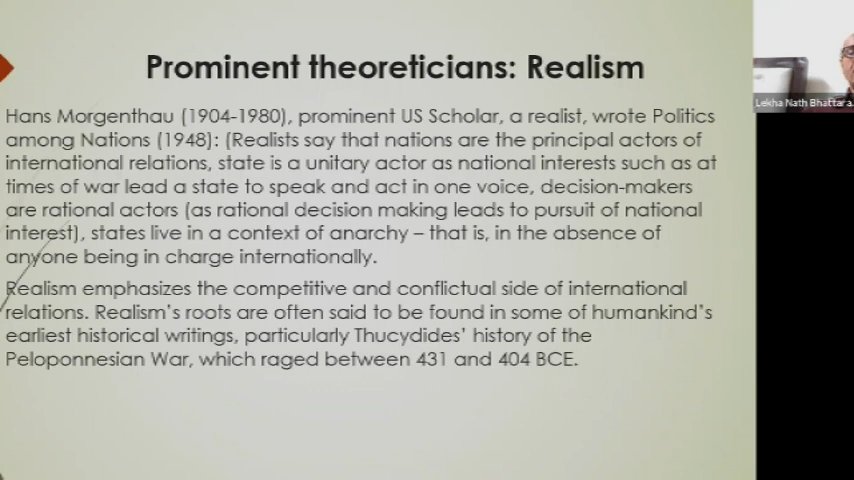 Prominent theoreticians: Realism
Hans Morgenthau (1904-1980), prominent US Scholar, a realist, wrote Politics
among Nations (1948): (Realists say that nations are the principal actors of
international relations, state is a unitary actor as national interests such as at
times of war lead a state to speak and act in one voice, decision-makers
are rational actors (as rational decision making leads to pursuit of national
interest), states live in a context of anarchy – that is, in the absence of
anyone being in charge internationally.
Realism emphasizes the competitive and conflictual side of international
relations. Realism's roots are often said to be found in some of humankind's
earliest historical writings, particularly Thucydides' history of the
Peloponnesian War, which raged between 431 and 404 BCE.
Lekha Nath Bhattara...